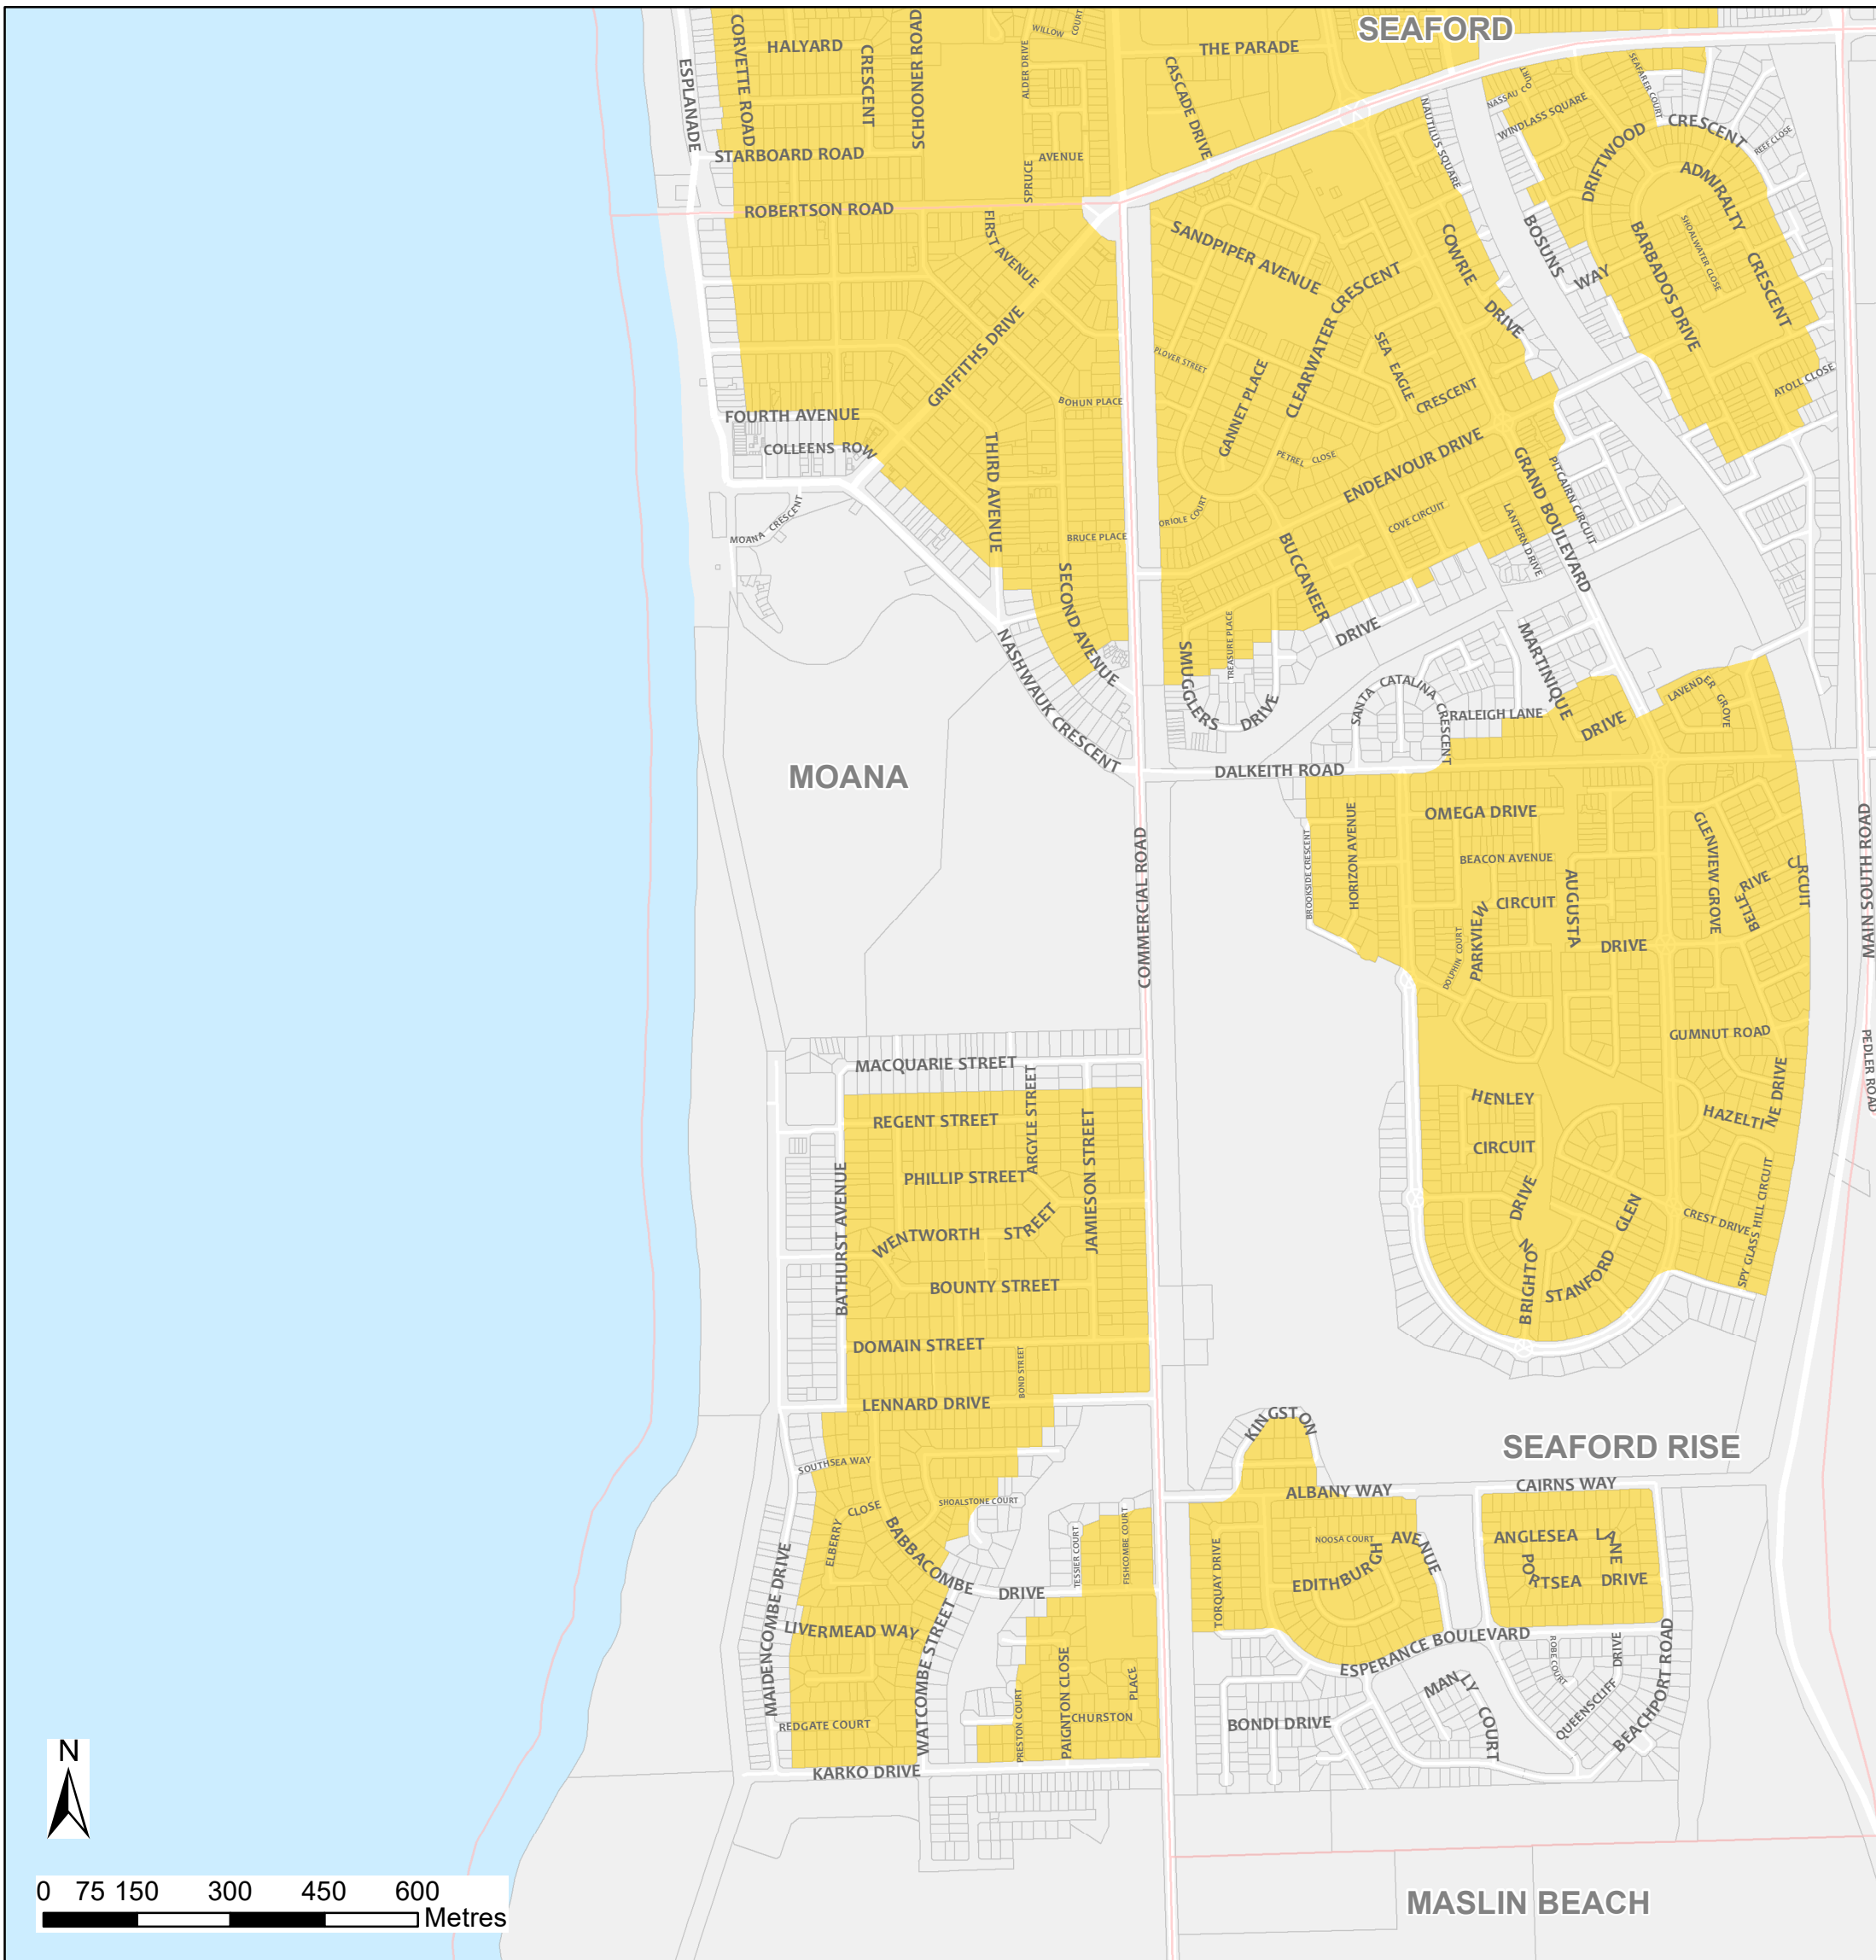 SEAFORD
HALYARD
CRESCENT
CORVETTE ROAD
SCHOONER ROAD
ESPLANADE
WILLOW COURT
ALDER DRIVE
THE PARADE
CASCADE DRIVE
STARBOARD ROAD
SPRUCE
AVENUE
ROBERTSON ROAD
FIRST AVENUE
NASSAU COURT
WINDLASS SQUARE
NAUTILUS SQUARE
SEAFARER COURT
DRIFTWOOD
CRESCENT
REEF CLOSE
ADMIRALTY
CRESCENT
SHOALWATER CLOSE
BARBADOS DRIVE
BOSUNS
WAY
ATOLL CLOSE
SANDPIPER AVENUE
COWRIE
DRIVE
CLEARWATER CRESCENT
SEA EAGLE
CRESCENT
PLOVER STREET
GANNET PLACE
GRIFFITHS DRIVE
BOHUN PLACE
FOURTH AVENUE
COLLEENS ROW
THIRD AVENUE
PETREL CLOSE
ENDEAVOUR DRIVE
GRAND BOULEVARD
PITCAIRN CIRCUIT
ORIOLE COURT
COVE CIRCUIT
LANTERN DRIVE
MOANA CRESCENT
BRUCE PLACE
SECOND AVENUE
BUCCANEER
DRIVE
TREASURE PLACE
SMUGGLERS
DRIVE
NASHWAUK CRESCENT
MARTINIQUE
DRIVE
SANTA CATALINA CRESCENT
RALEIGH LANE
LAVENDER GROVE
MOANA
DALKEITH ROAD
COMMERCIAL ROAD
MAIN SOUTH ROAD
OMEGA DRIVE
HORIZON AVENUE
BROOKSIDE CRESCENT
BEACON AVENUE
PARKVIEW
CIRCUIT
DOLPHIN COURT
AUGUSTA
DRIVE
GLENVIEW GROVE
BELLE RIVE CIRCUIT
GUMNUT ROAD
PEDLER ROAD
HAZELTINE DRIVE
HENLEY
CIRCUIT
SPY GLASS HILL CIRCUIT
CREST DRIVE
BRIGHTON DRIVE
STANFORD GLEN
MACQUARIE STREET
REGENT STREET
ARGYLE STREET
PHILLIP STREET
JAMIESON STREET
BATHURST AVENUE
WENTWORTH STREET
BOUNTY STREET
DOMAIN STREET
BOND STREET
LENNARD DRIVE
SOUTHSEA WAY
SHOALSTONE COURT
ELBERRY
CLOSE
BABBACOMBE
DRIVE
TESSIER COURT
FISHCOMBE COURT
MAIDENCOMBE DRIVE
LIVERMEAD WAY
WATCOMBE STREET
REDGATE COURT
PRESTON COURT
PAIGNTON CLOSE
CHURSTON
PLACE
KARKO DRIVE
KINGSTON
SEAFORD RISE
ALBANY WAY
CAIRNS WAY
TORQUAY DRIVE
NOOSA COURT
EDITHBURGH
AVENUE
ANGLESEA LANE
PORTSEA DRIVE
ESPERANCE BOULEVARD
ROBE COURT
QUEENSCLIFF
DRIVE
BEACHPORT ROAD
MANLY
COURT
BONDI DRIVE
MASLIN BEACH
N
0 75 150 300 450 600
Metres